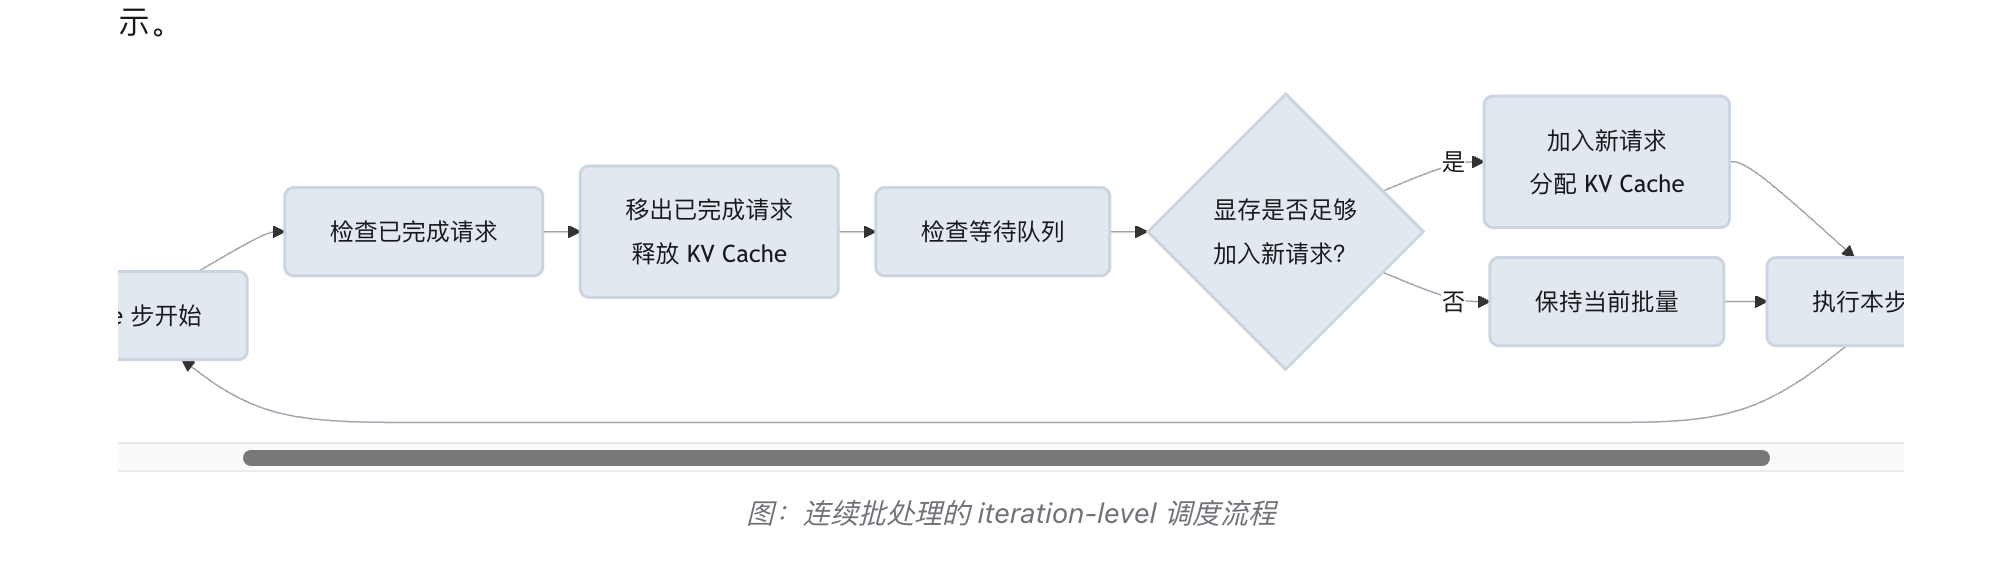 示。
步开始
检查已完成请求
移出已完成请求
释放 KV Cache
检查等待队列
显存是否足够
加入新请求?
是
加入新请求
分配 KV Cache
否
保持当前批量
执行本步
图：连续批处理的 iteration-level 调度流程